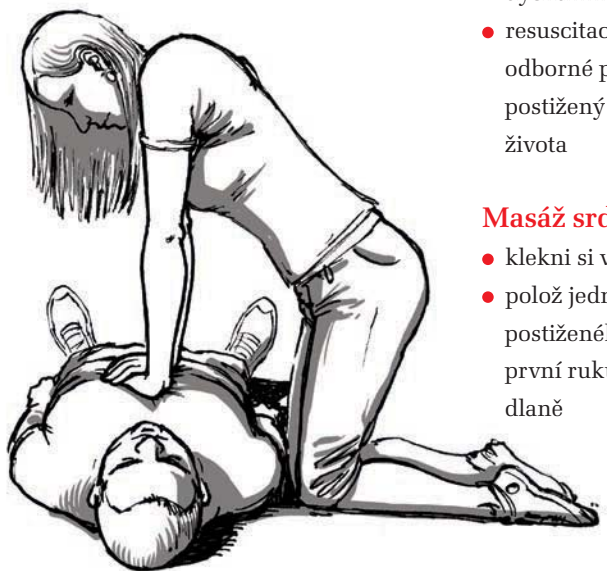 resuscitac
odborné p
postižený
života
Masáž srd
klekni si v
polož jedn
postiženéh
první ruku
dlaně